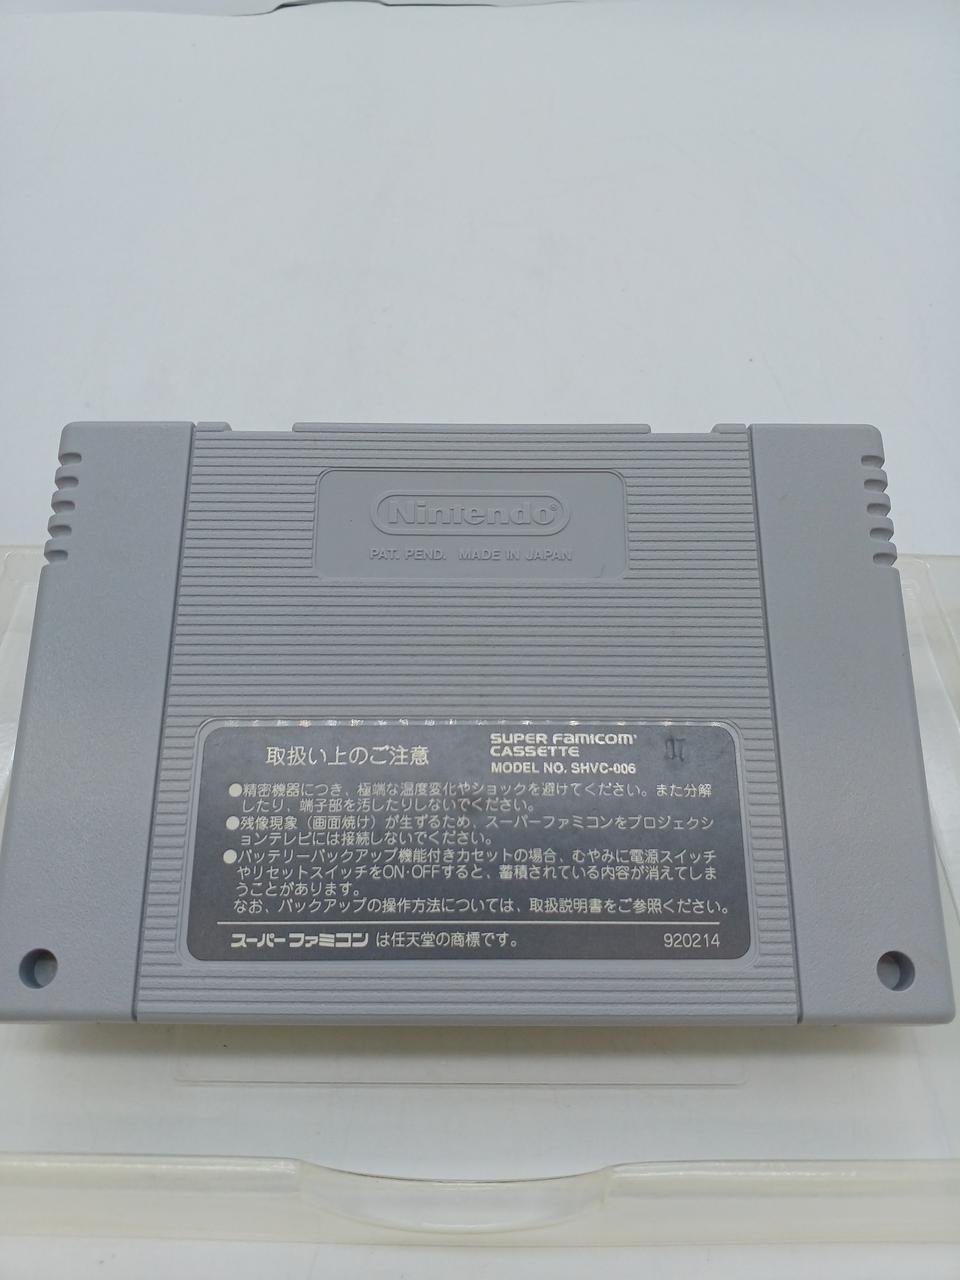 Nintendo®
PAT. PEND. MADE IN JAPAN
取扱い上のご注意
SUPER FAMICOM
CASSETTE
MODEL NO. SHVC-006
●精密機器につき、極端な温度変化やショックを避けてください。また分解
したり、端子部を汚したりしないでください。
●残像現象（画面焼け）が生ずるため、スーパーファミコンをプロジェクシ
ョンテレビには接続しないでください。
●バッテリーバックアップ機能付きカセットの場合、むやみに電源スイッチ
やリセットスイッチをON·OFFすると、蓄積されている内容が消えてしま
うことがあります。
なお、バックアップの操作方法については、取扱説明書をご参照ください。
スーパーファミコン は任天堂の商標です。
920214